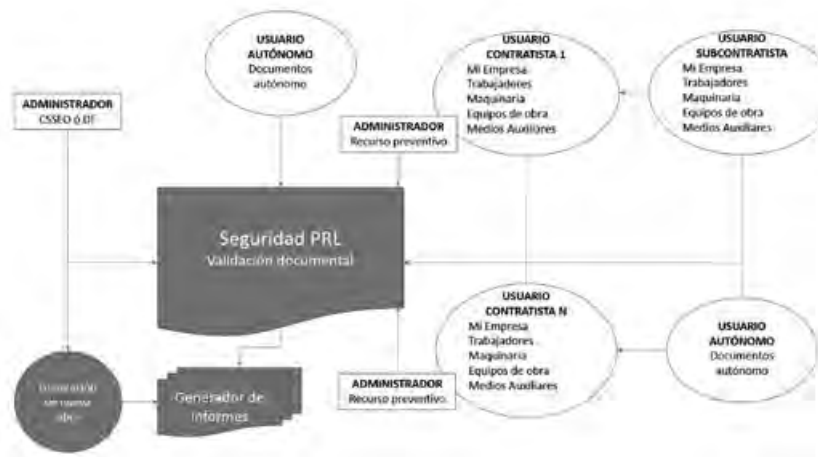 USUARIO
AUTÓNOMO
Documentos
autónomo
USUARIO
CONTRATISTA 1
Mi Empresa
Trabajadores
Maquinaria
Equipos de obra
Medios Auxiliares
USUARIO
SUBCONTRATISTA
Mi Empresa
Trabajadores
Maquinaria
Equipos de obra
Medios Auxiliares
ADMINISTRADOR
CSSEO ó DF
ADMINISTRADOR
Recurso preventivo
Seguridad PRL
Validación documental
USUARIO
CONTRATISTA N
Mi Empresa
Trabajadores
Maquinaria
Equipos de obra
Medios Auxiliares
USUARIO
AUTÓNOMO
Documentos
autónomo
ADMINISTRADOR
Recurso preventivo
Generador de
Informes